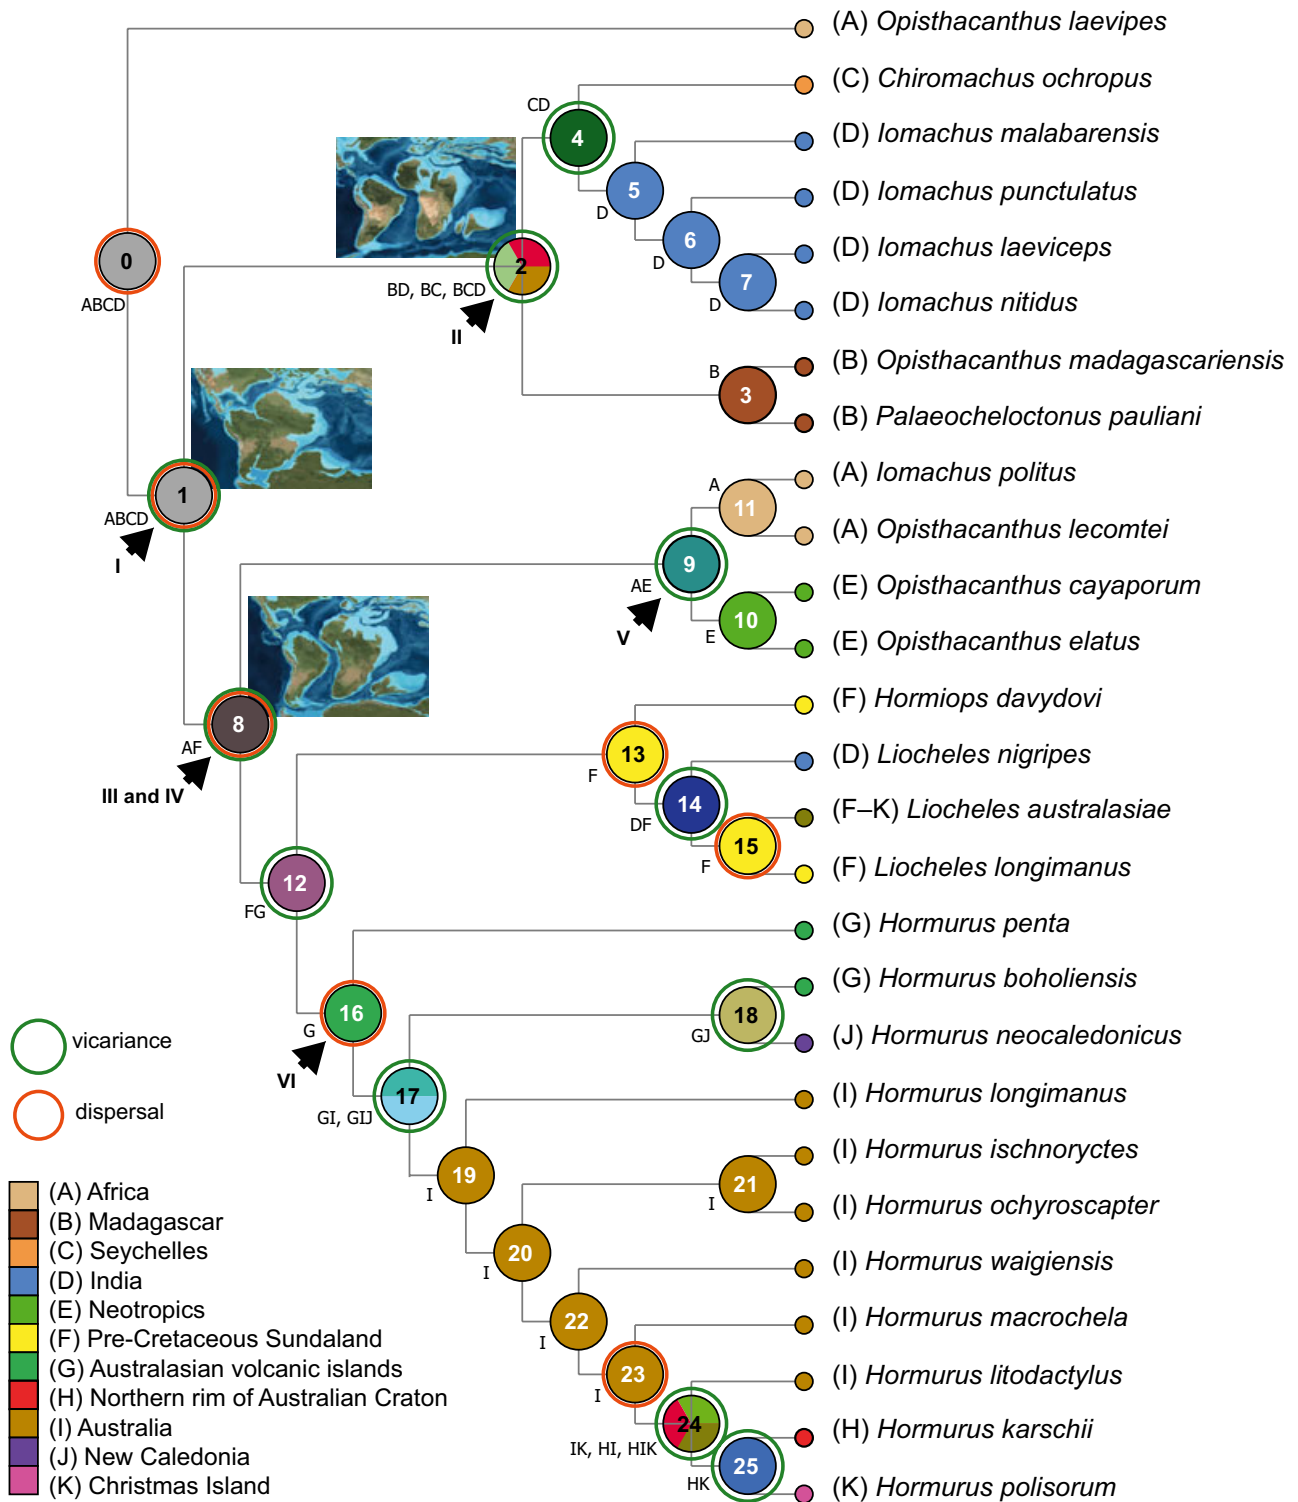 (A) Opisthacanthus laevipes
(C) Chiromachus ochropus
CD
4
(D) Iomachus malabarensis
5
D
(D) Iomachus punctulatus
6
D
(D) Iomachus laeviceps
7
D
(D) Iomachus nitidus
0
ABCD
2
BD, BC, BCD
II
(B) Opisthacanthus madagascariensis
B
3
(B) Palaeocheloctonus pauliani
1
ABCD
I
(A) Iomachus politus
A
11
(A) Opisthacanthus lecomtei
9
AE
V
(E) Opisthacanthus cayaporum
10
E
(E) Opisthacanthus elatus
8
AF
III and IV
(F) Hormiops davydovi
13
F
(D) Liocheles nigripes
14
DF
(F–K) Liocheles australasiae
15
F
(F) Liocheles longimanus
12
FG
(G) Hormurus penta
16
G
VI
(G) Hormurus boholiensis
18
GJ
(J) Hormurus neocaledonicus
17
GI, GIJ
(I) Hormurus longimanus
19
I
(I) Hormurus ischnoryctes
21
I
(I) Hormurus ochyroscapter
20
I
(I) Hormurus waigiensis
22
I
(I) Hormurus macrochela
23
I
(I) Hormurus litodactylus
24
IK, HI, HIK
(H) Hormurus karschii
25
HK
(K) Hormurus polisorum
vicariance
dispersal
(A) Africa
(B) Madagascar
(C) Seychelles
(D) India
(E) Neotropics
(F) Pre-Cretaceous Sundaland
(G) Australasian volcanic islands
(H) Northern rim of Australian Craton
(I) Australia
(J) New Caledonia
(K) Christmas Island